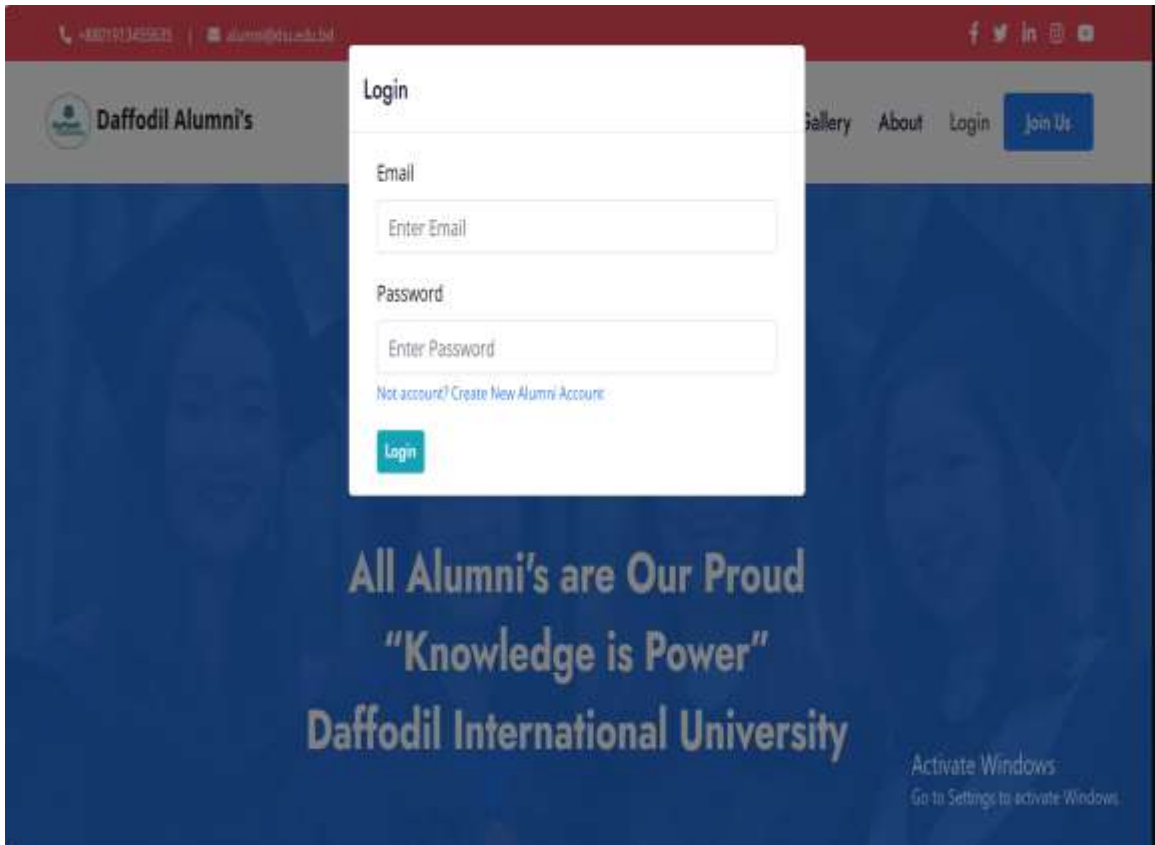 Login
Daffodil Alumni's
Gallery About Login Join Us
Email
Enter Email
Password
Enter Password
Not account? Create New Alumni Account
Login
All Alumni's are Our Proud
“Knowledge is Power”
Daffodil International University
Activate Windows
Go to Settings to activate Windows.